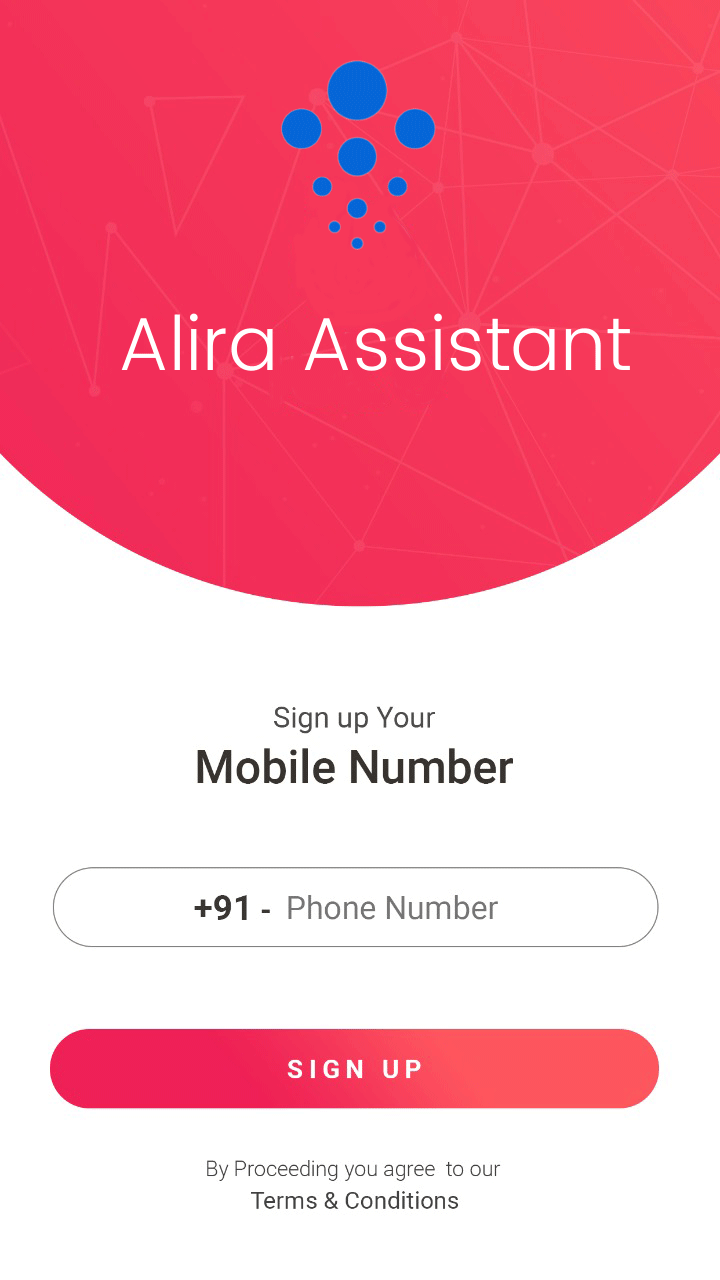 Alira Assistant
Sign up Your
Mobile Number
+91 - Phone Number
SIGN UP
By Proceeding you agree  to our
Terms & Conditions